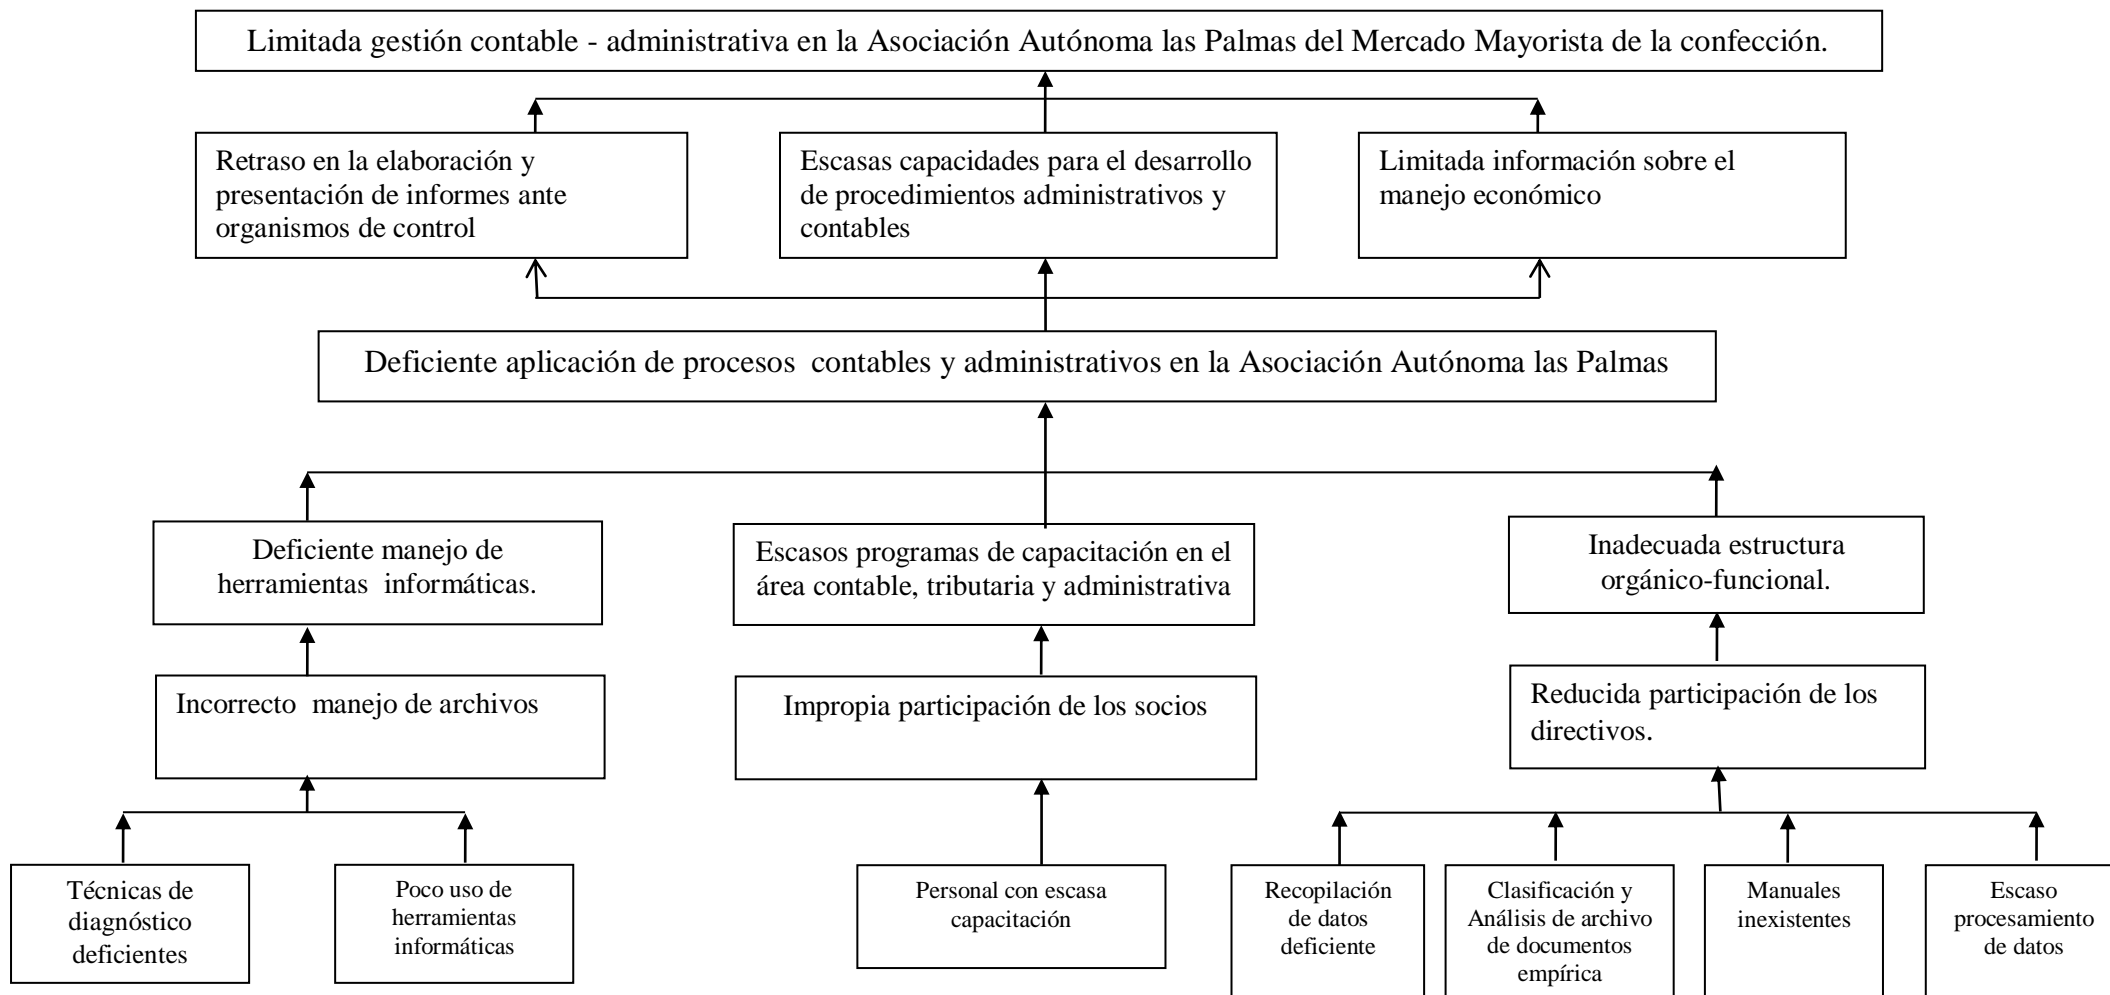 Limitada gestión contable - administrativa en la Asociación Autónoma las Palmas del Mercado Mayorista de la confección.
Retraso en la elaboración y
presentación de informes ante
organismos de control
Escasas capacidades para el desarrollo
de procedimientos administrativos y
contables
Limitada información sobre el
manejo económico
Deficiente aplicación de procesos contables y administrativos en la Asociación Autónoma las Palmas
Deficiente manejo de
herramientas informáticas.
Escasos programas de capacitación en el
área contable, tributaria y administrativa
Inadecuada estructura
orgánico-funcional.
Incorrecto manejo de archivos
Impropia participación de los socios
Reducida participación de los
directivos.
Técnicas de
diagnóstico
deficientes
Poco uso de
herramientas
informáticas
Personal con escasa
capacitación
Recopilación
de datos
deficiente
Clasificación y
Análisis de archivo
de documentos
empírica
Manuales
inexistentes
Escaso
procesamiento
de datos